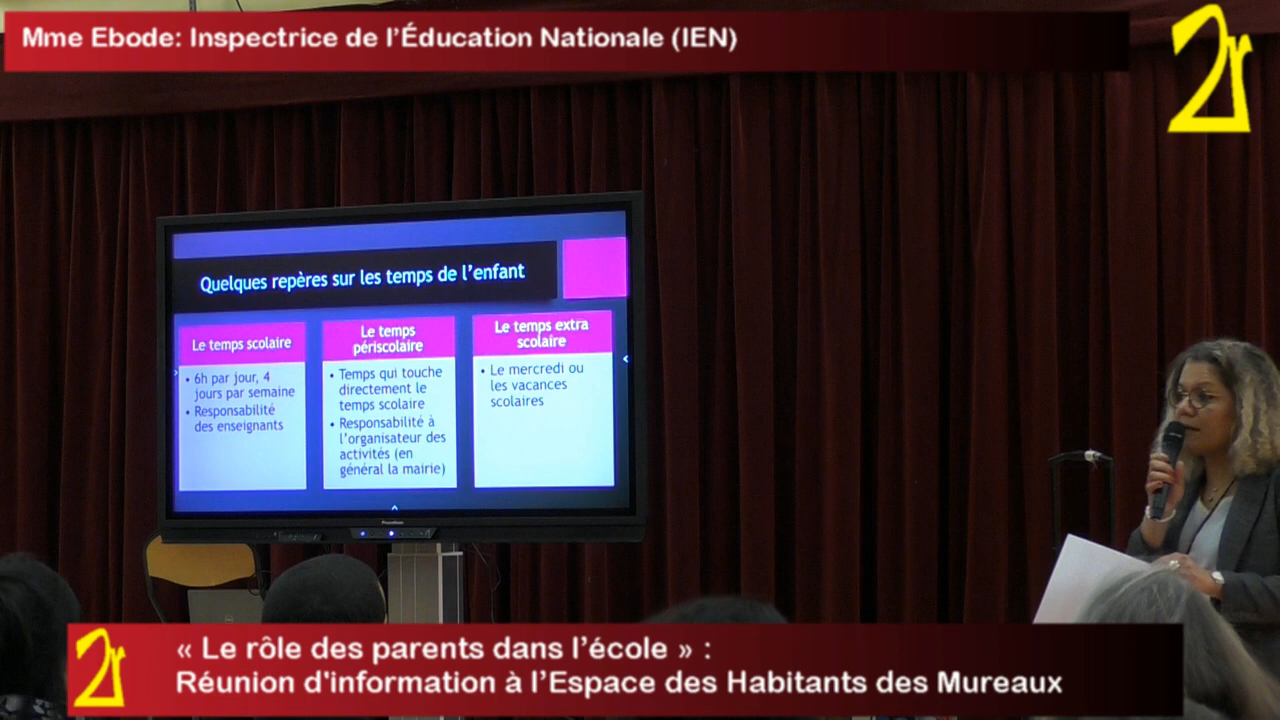 Mme Ebode: Inspectrice de l'Éducation Nationale (IEN)
2r
Quelques repères sur les temps de l'enfant
Le temps scolaire
• 6h par jour, 4
jours par semaine
• Responsabilité
des enseignants
Le temps
périscolaire
• Temps qui touche
directement le
temps scolaire
• Responsabilité à
l'organisateur des
activités (en
général la mairie)
Le temps extra
scolaire
• Le mercredi ou
les vacances
scolaires
2r
« Le rôle des parents dans l'école » :
Réunion d'information à l'Espace des Habitants des Mureaux